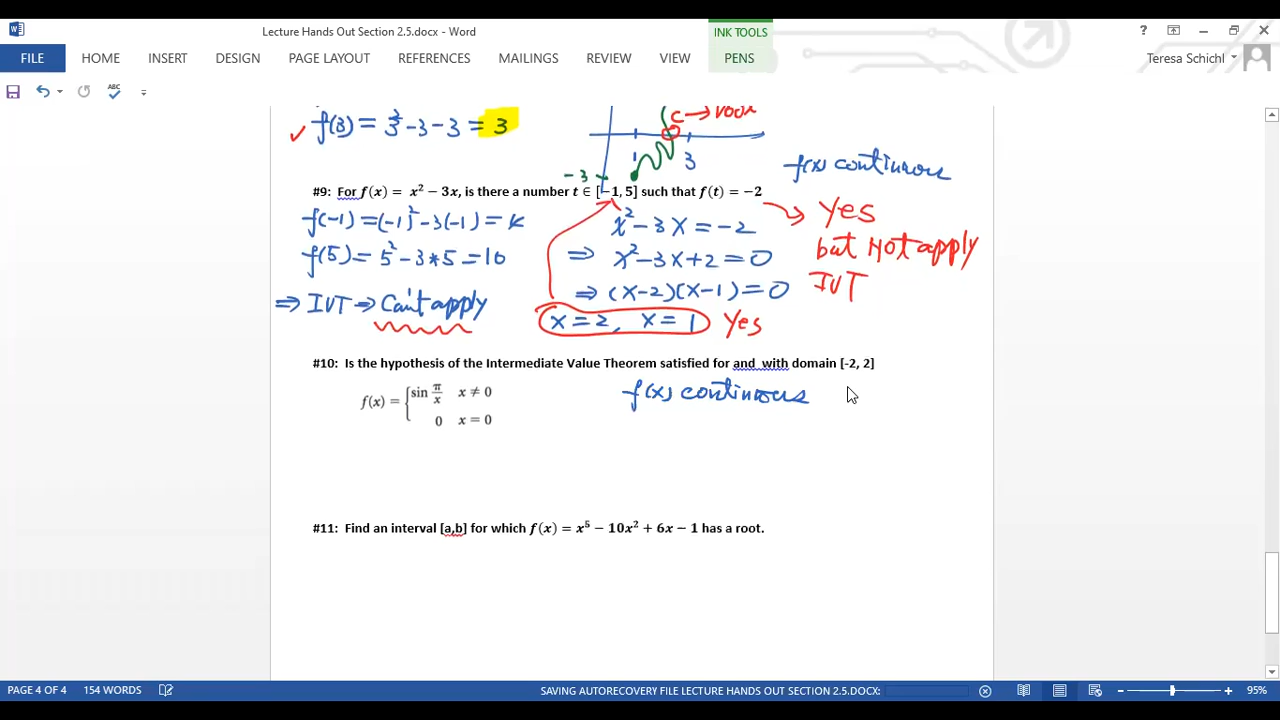 Lecture Hands Out Section 2.5.docx - Word
INK TOOLS
FILE HOME INSERT DESIGN PAGE LAYOUT REFERENCES MAILINGS REVIEW VIEW PENS
Teresa Schichl
ABC
f(3) = 3² -3 -3 = 3
c → root
1 3
-3
f(x) continuous
#9: For f(x) = x² − 3x, is there a number t ∈ [−1, 5] such that f(t) = −2
f(-1) = (-1)² - 3(-1) = 4
x² - 3x = -2
yes
f(5) = 5² - 3*5 = 10
⇒ x² - 3x + 2 = 0
but Not apply
IVT
⇒ (x-2)(x-1) = 0
⇒ IVT → Can't apply
x = 2, x = 1 Yes
#10: Is the hypothesis of the Intermediate Value Theorem satisfied for and with domain [-2, 2]
f(x) = { sin π/x x ≠ 0
0 x = 0
f(x) continuous
#11: Find an interval [a,b] for which f(x) = x⁵ − 10x² + 6x − 1 has a root.
PAGE 4 OF 4 154 WORDS SAVING AUTORECOVERY FILE LECTURE HANDS OUT SECTION 2.5.DOCX: 95%